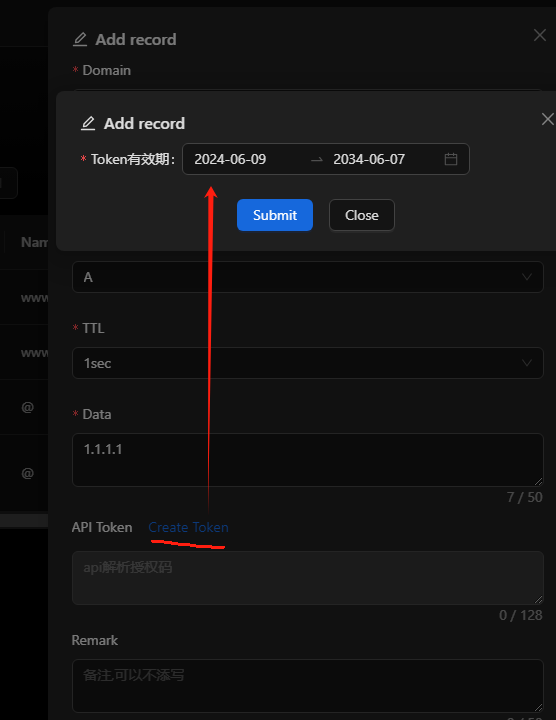 Add record
* Domain
Add record
* Token有效期:
2024-06-09
2034-06-07
Submit
Close
Nam
A
www
* TTL
www
1sec
@
* Data
1.1.1.1
@
7 / 50
API Token
Create Token
api解析授权码
0 / 128
Remark
备注,可以不添写